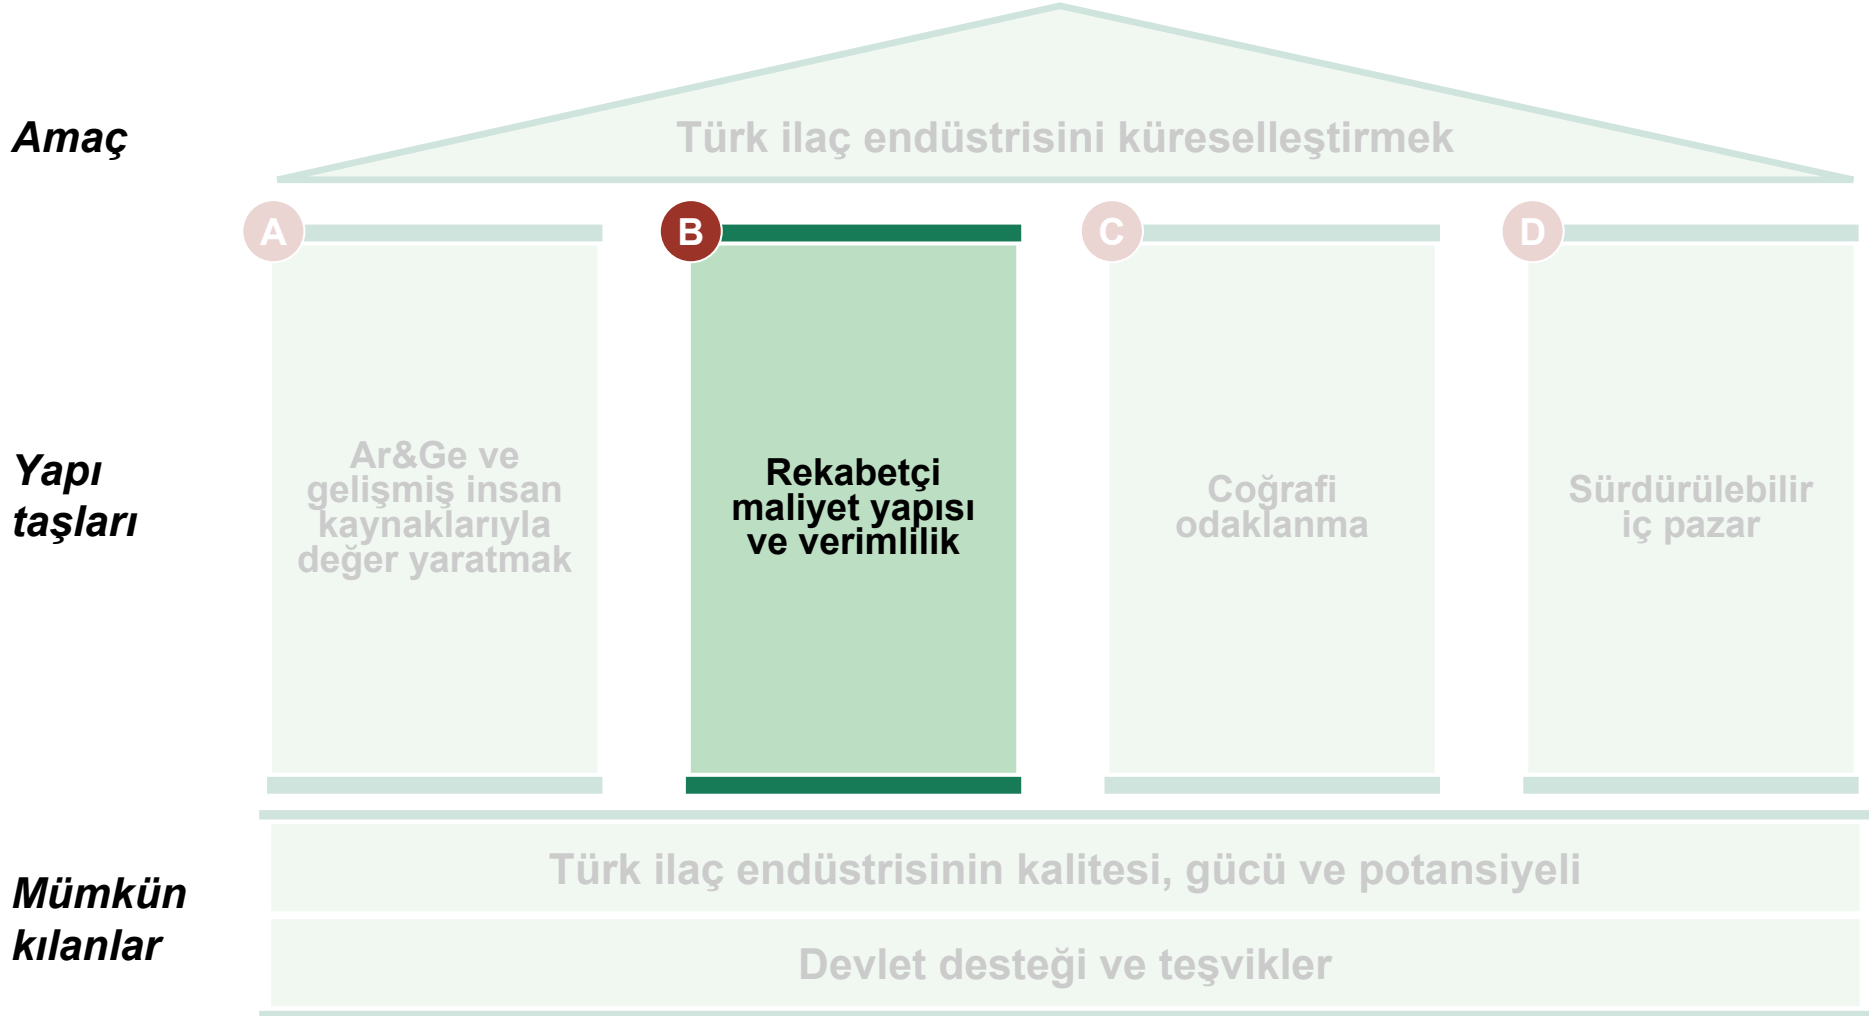 Amaç
Türk ilaç endüstrisini küreselleştirmek
A
B
C
D
Yapı
taşları
Ar&Ge ve
gelişmiş insan
kaynaklarıyla
değer yaratmak
Rekabetçi
maliyet yapısı
ve verimlilik
Coğrafi
odaklanma
Sürdürülebilir
iç pazar
Mümkün
kılanlar
Türk ilaç endüstrisinin kalitesi, gücü ve potansiyeli
Devlet desteği ve teşvikler